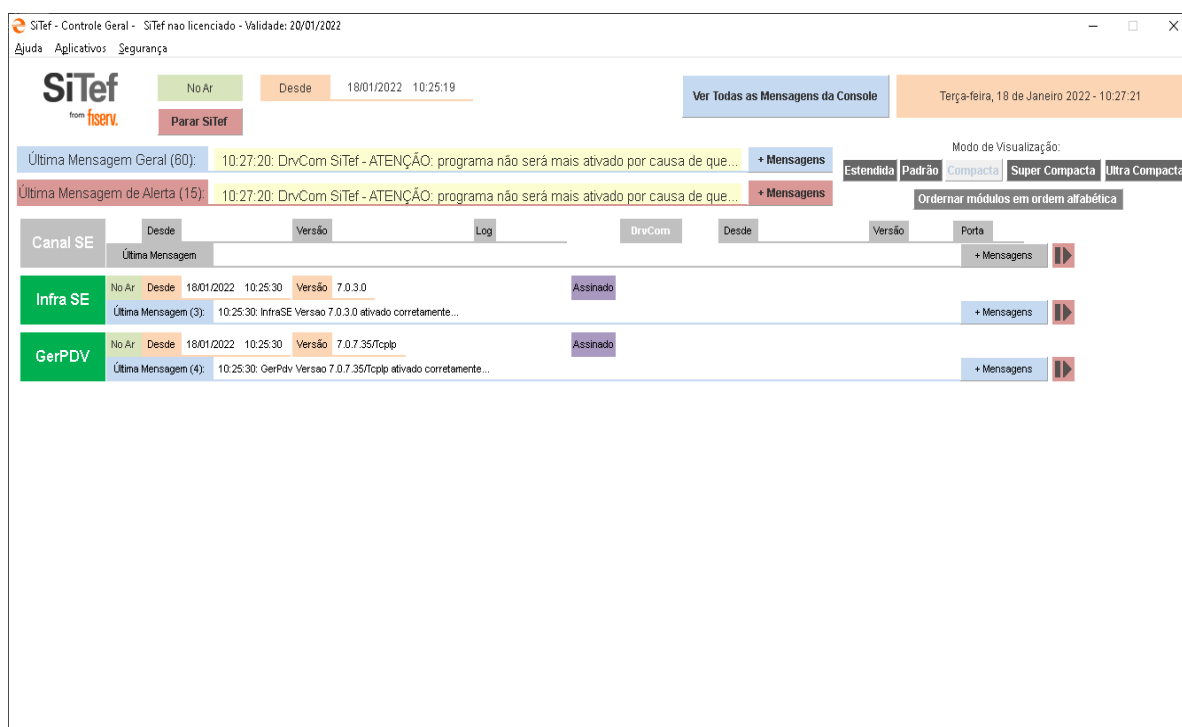 SiTef - Controle Geral - SiTef nao licenciado - Validade: 20/01/2022
Ajuda Aplicativos Segurança
SiTef
from fiserv.
No Ar Desde 18/01/2022 10:25:19
Parar SiTef
Ver Todas as Mensagens da Console
Terça-feira, 18 de Janeiro 2022 - 10:27:21
Última Mensagem Geral (60): 10:27:20: DrvCom SiTef - ATENÇÃO: programa não será mais ativado por causa de que... + Mensagens
Última Mensagem de Alerta (15): 10:27:20: DrvCom SiTef - ATENÇÃO: programa não será mais ativado por causa de que... + Mensagens
Modo de Visualização:
Estendida Padrão Compacta Super Compacta Ultra Compacta
Ordernar módulos em ordem alfabética
Canal SE
Desde Versão Log DrvCom Desde Versão Porta
Última Mensagem + Mensagens
Infra SE
No Ar Desde 18/01/2022 10:25:30 Versão 7.0.3.0 Assinado
Última Mensagem (3): 10:25:30: InfraSE Versao 7.0.3.0 ativado corretamente... + Mensagens
GerPDV
No Ar Desde 18/01/2022 10:25:30 Versão 7.0.7.35/TcpIp Assinado
Última Mensagem (4): 10:25:30: GerPdv Versao 7.0.7.35/TcpIp ativado corretamente... + Mensagens